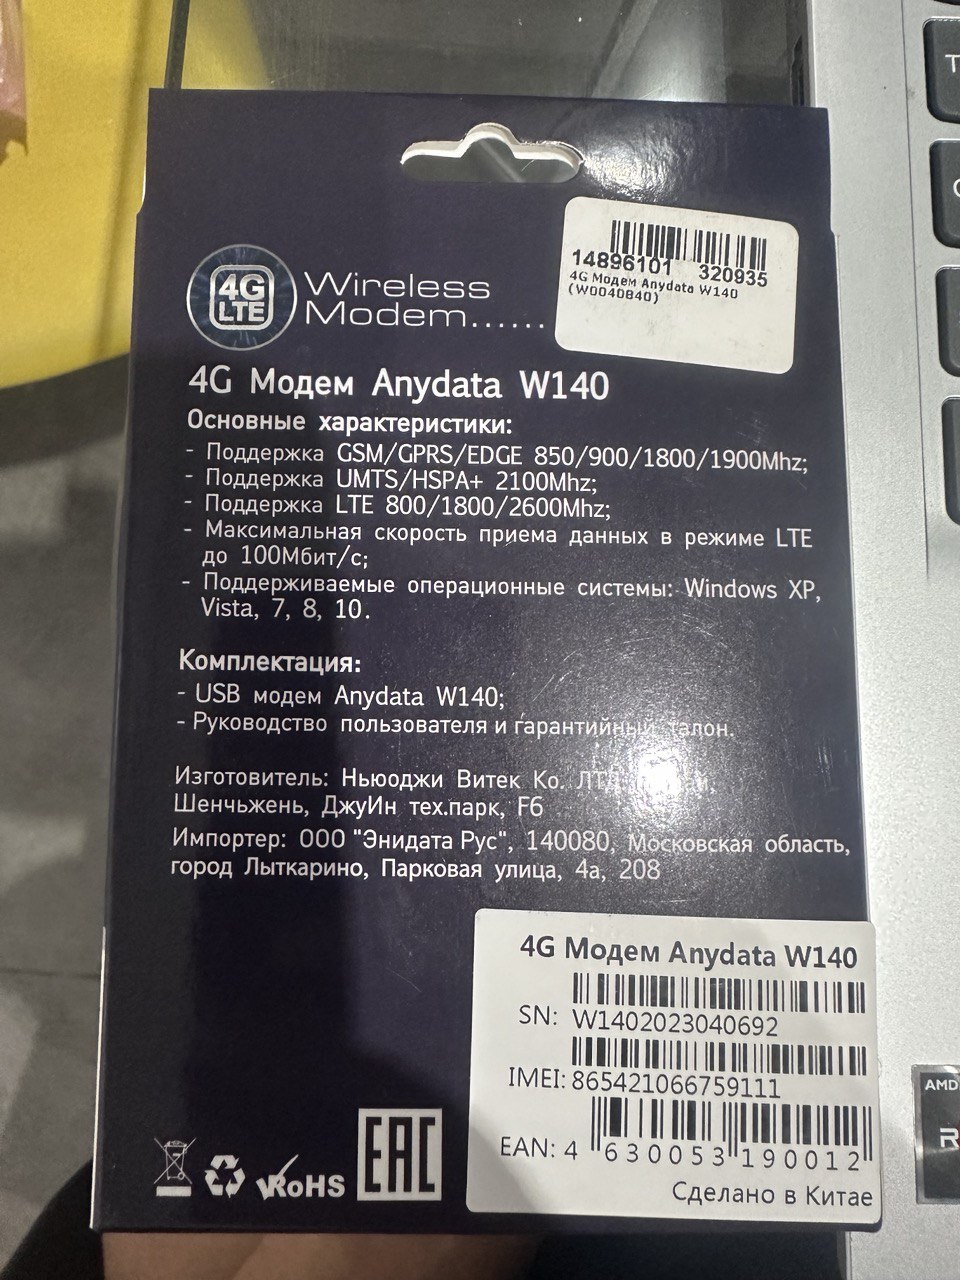 14896101 320935
4G Модем Anydata W140
(W0040840)
4G
LTE
Wireless
Modem......
4G Модем Anydata W140
Основные характеристики:
- Поддержка GSM/GPRS/EDGE 850/900/1800/1900Mhz;
- Поддержка UMTS/HSPA+ 2100Mhz;
- Поддержка LTE 800/1800/2600Mhz;
- Максимальная скорость приема данных в режиме LTE
до 100Мбит/с;
- Поддерживаемые операционные системы: Windows XP,
Vista, 7, 8, 10.
Комплектация:
- USB модем Anydata W140;
- Руководство пользователя и гарантийный талон.
Изготовитель: Ньюоджи Витек Ко.
Шенчьжень, ДжуИн тех.парк, F6
Импортер: ООО "Энидата Рус", 140080, Московская область,
город Лыткарино, Парковая улица, 4а, 208
4G Модем Anydata W140
SN: W1402023040692
IMEI: 865421066759111
EAN: 4 630053 190012
Сделано в Китае
RoHS
EAC
AMD
R
T